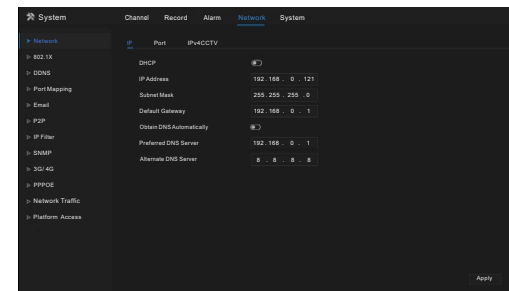 System
Channel Record Alarm Network System
Network
IP Port IPv4CCTV
802.1X
DDNS
Port Mapping
Email
P2P
IP Filter
SNMP
3G/ 4G
PPPOE
Network Traffic
Platform Access
DHCP
IP Address 192.168 . 0 . 121
Subnet Mask 255.255. 255 .0
Default Gateway 192.168 . 0 . 1
Obtain DNS Automatically
Preferred DNS Server 192.168 . 0 . 1
Alternate DNS Server 8 . 8 . 8 . 8
Apply